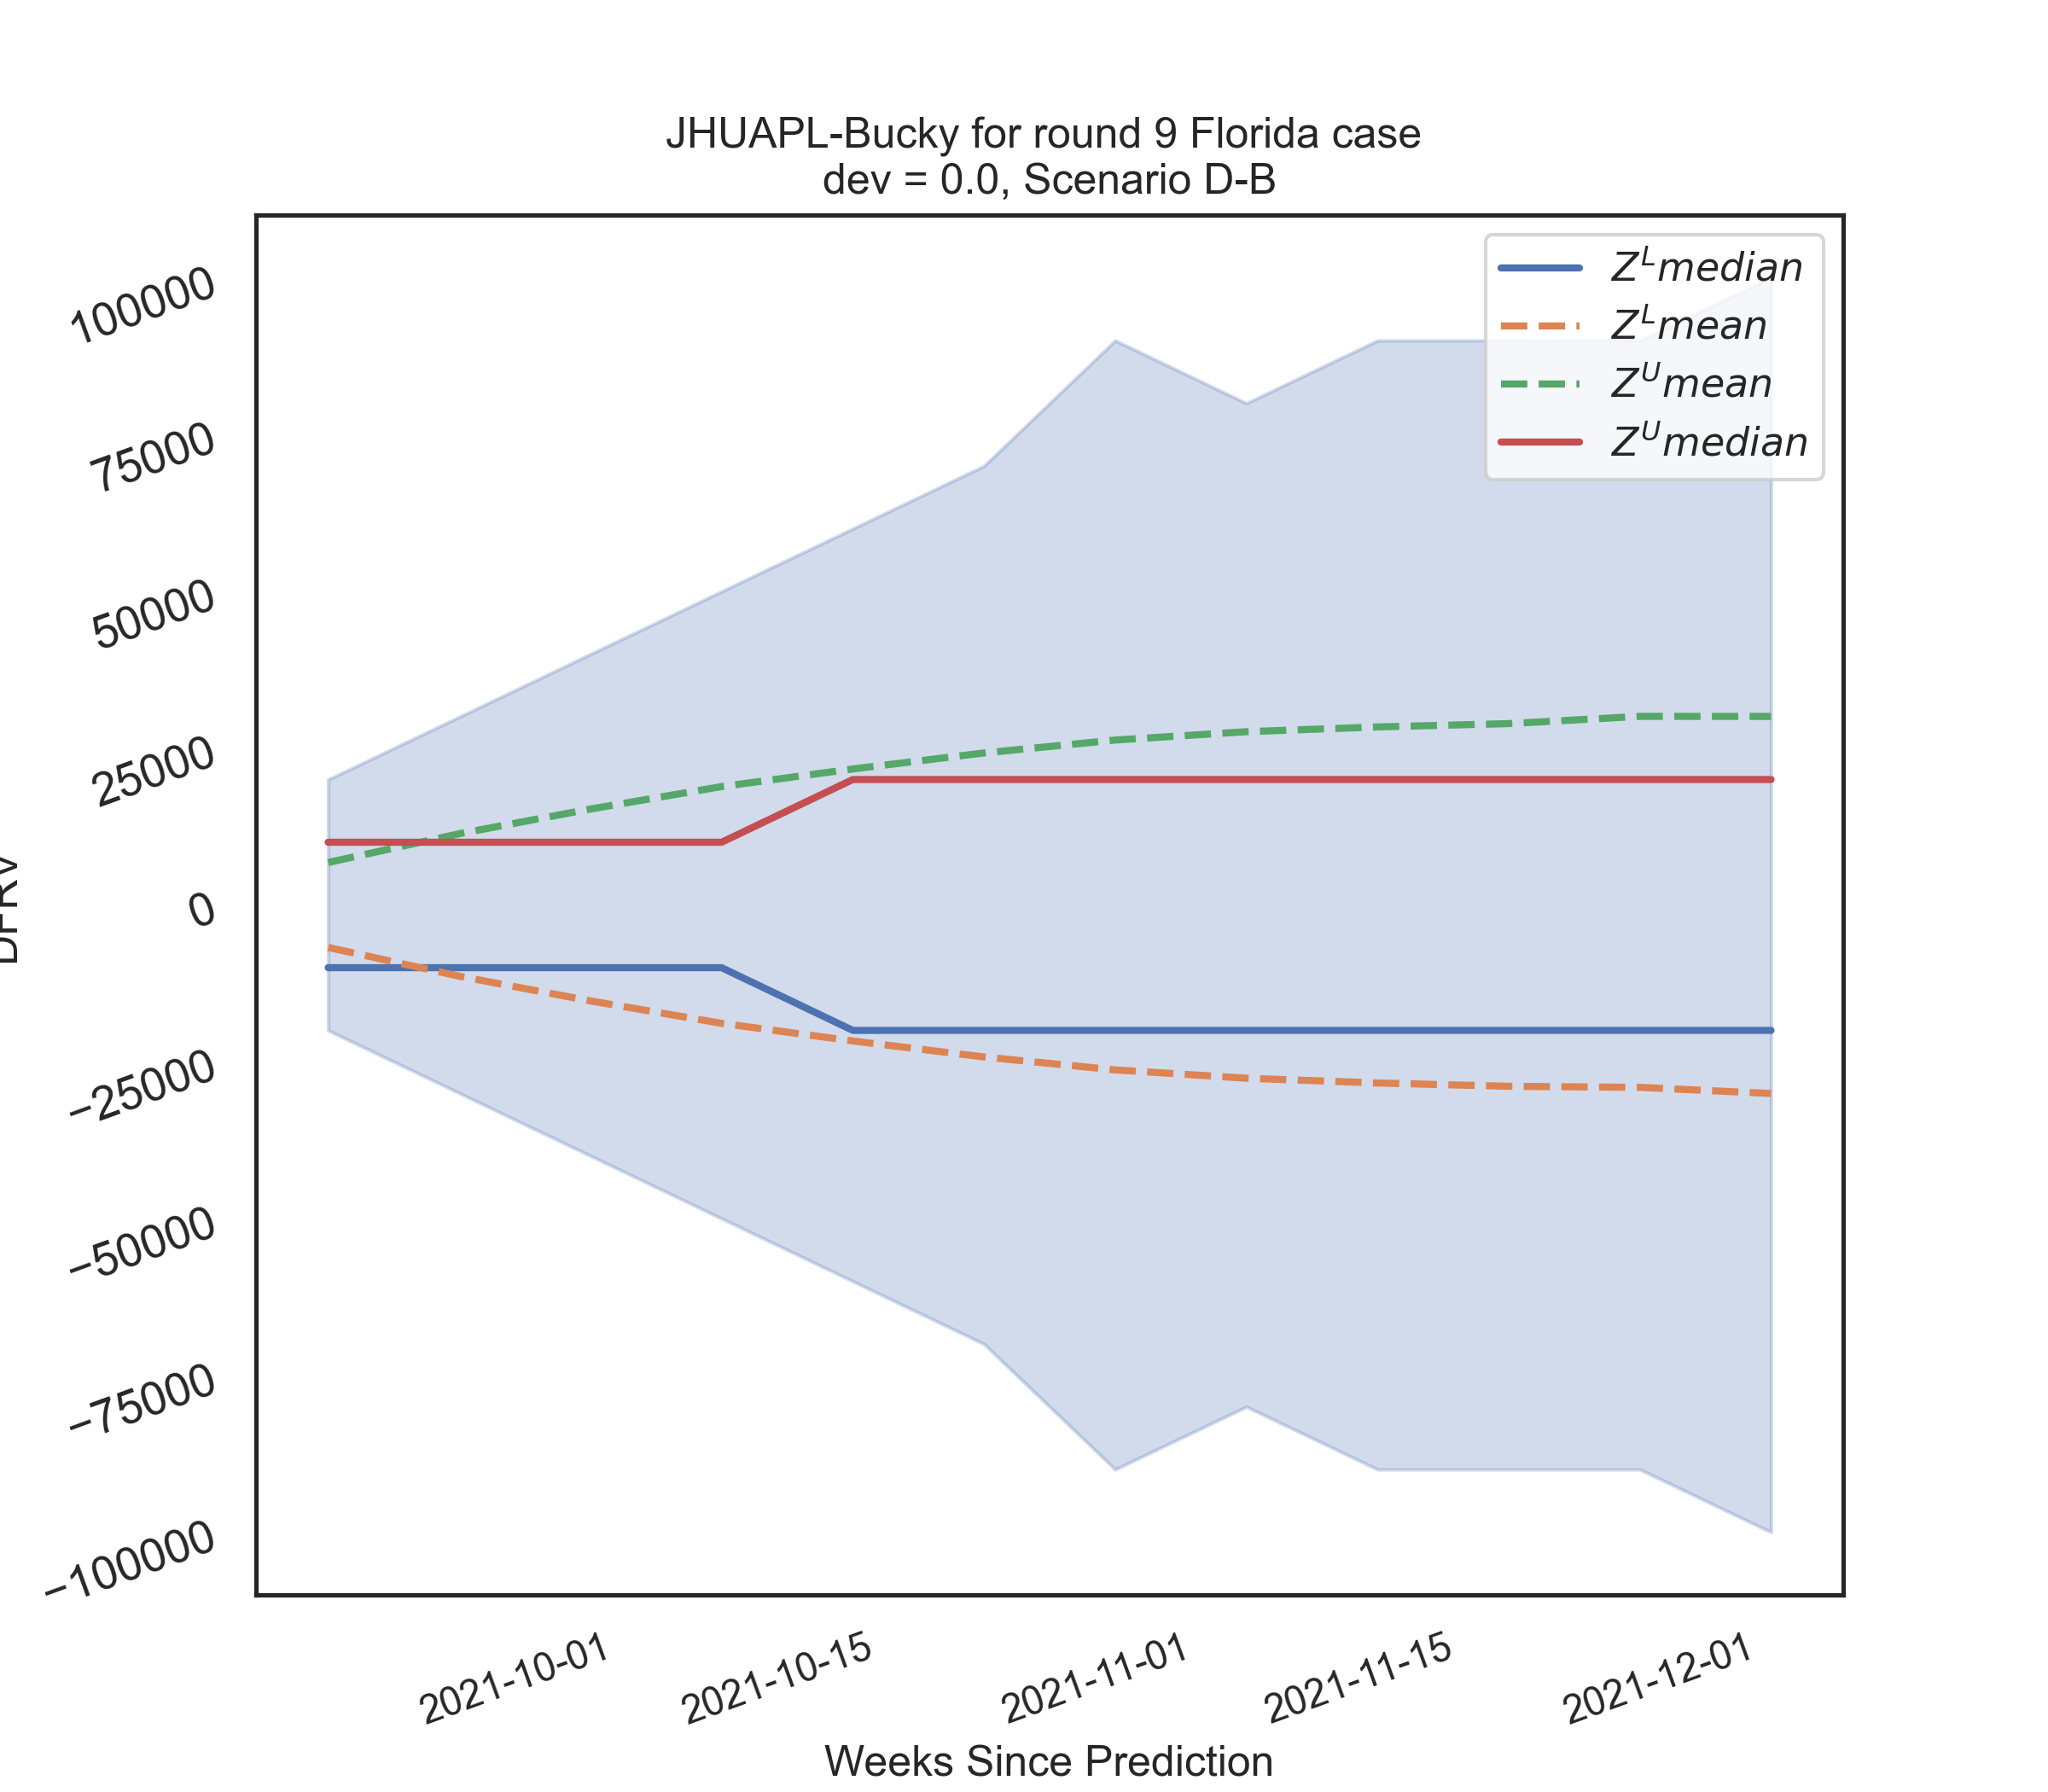 JHUAPL-Bucky for round 9 Florida case
dev = 0.0, Scenario D-B
Z^L median
Z^L mean
Z^U mean
Z^U median
100000
75000
50000
25000
0
−25000
−50000
−75000
−100000
2021-10-01
2021-10-15
2021-11-01
2021-11-15
2021-12-01
Weeks Since Prediction